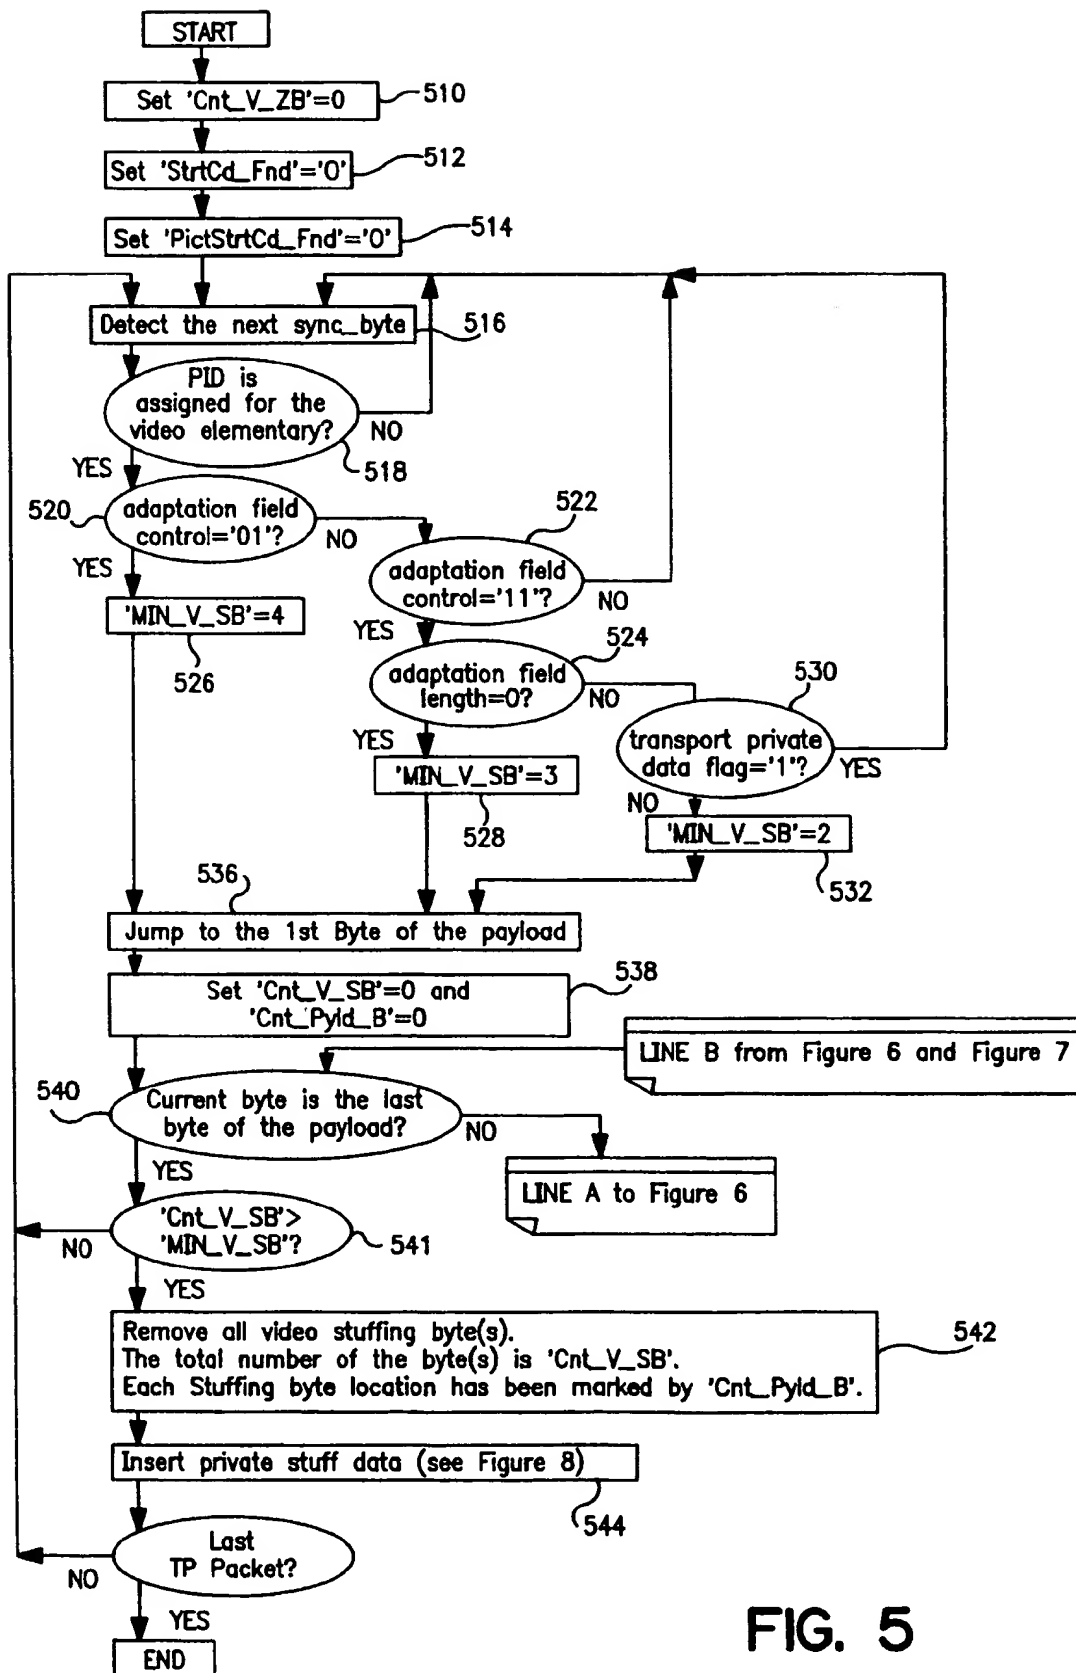 START
Set 'Cnt_V_ZB'=0
510
Set 'StrtCd_Fnd'='0'
512
Set 'PictStrtCd_Fnd'='0'
514
Detect the next sync_byte
516
PID is
assigned for the
video elementary?
NO
518
YES
520
adaptation field
control='01'?
NO
522
adaptation field
control='11'?
NO
YES
'MIN_V_SB'=4
526
YES
524
adaptation field
length=0?
NO
530
transport private
data flag='1'?
YES
YES
'MIN_V_SB'=3
528
NO
'MIN_V_SB'=2
532
536
Jump to the 1st Byte of the payload
Set 'Cnt_V_SB'=0 and
'Cnt_Pyld_B'=0
538
LINE B from Figure 6 and Figure 7
540
Current byte is the last
byte of the payload?
NO
YES
LINE A to Figure 6
'Cnt_V_SB'>
'MIN_V_SB'?
541
NO
YES
Remove all video stuffing byte(s).
The total number of the byte(s) is 'Cnt_V_SB'.
Each Stuffing byte location has been marked by 'Cnt_Pyld_B'.
542
Insert private stuff data (see Figure 8)
544
Last
TP Packet?
NO
YES
END
FIG. 5